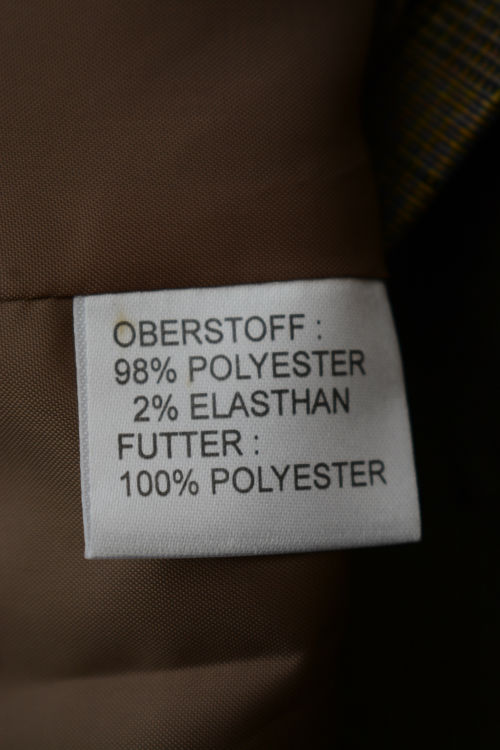 OBERSTOFF :
98% POLYESTER
2% ELASTHAN
FUTTER :
100% POLYESTER